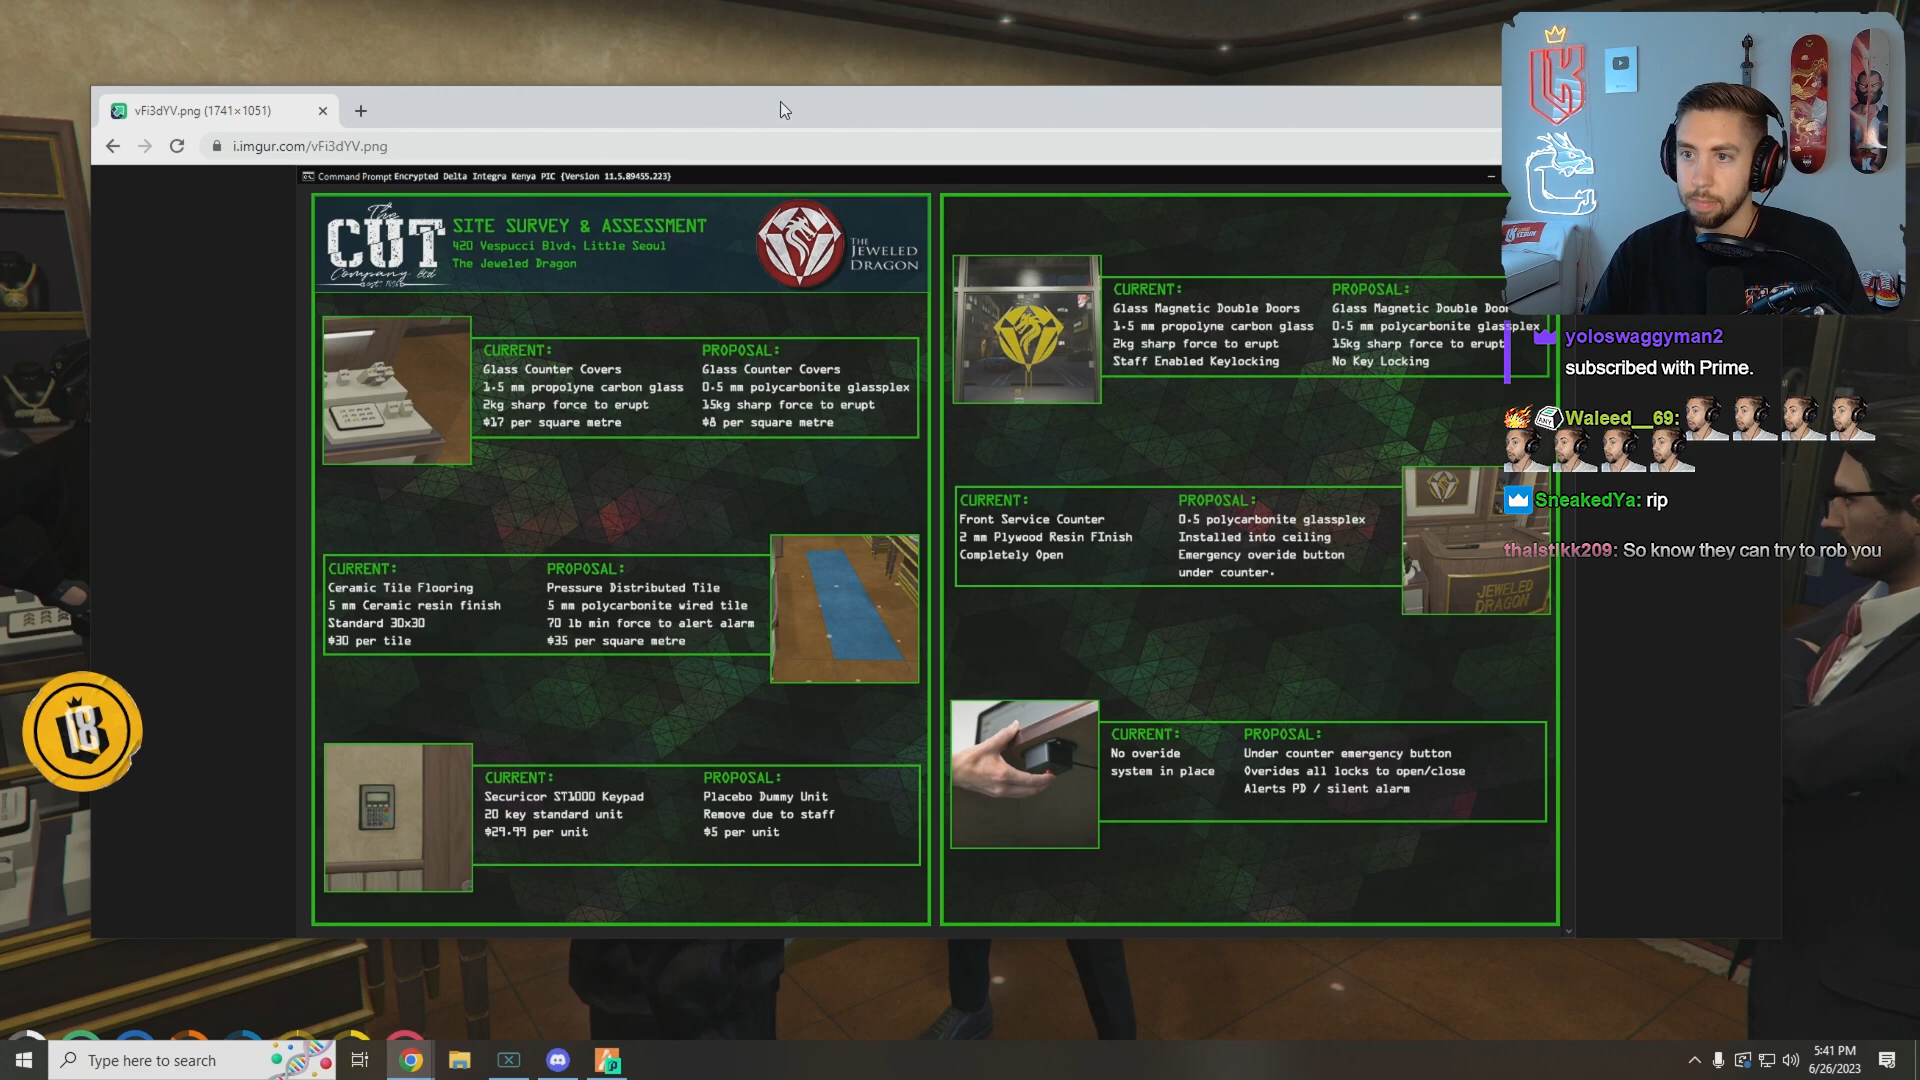 vFi3dYV.png (1741×1051)
i.imgur.com/vFi3dYV.png
Command Prompt Encrypted Delta Integra Kenya PIC {Version 11.5.89455.223}
The
CUT
Company Ltd
SITE SURVEY & ASSESSMENT
420 Vespucci Blvd, Little Seoul
The Jeweled Dragon
THE
JEWELED
DRAGON
CURRENT:
Glass Counter Covers
1.5 mm propolyne carbon glass
2kg sharp force to erupt
$17 per square metre
PROPOSAL:
Glass Counter Covers
0.5 mm polycarbonite glassplex
15kg sharp force to erupt
$8 per square metre
CURRENT:
Ceramic Tile Flooring
5 mm Ceramic resin finish
Standard 30x30
$30 per tile
PROPOSAL:
Pressure Distributed Tile
5 mm polycarbonite wired tile
70 lb min force to alert alarm
$35 per square metre
CURRENT:
Securicor ST1000 Keypad
20 key standard unit
$29.99 per unit
PROPOSAL:
Placebo Dummy Unit
Remove due to staff
$5 per unit
CURRENT:
Glass Magnetic Double Doors
1.5 mm propolyne carbon glass
2kg sharp force to erupt
Staff Enabled Keylocking
PROPOSAL:
Glass Magnetic Double Door
0.5 mm polycarbonite glassplex
15kg sharp force to erupt
No Key Locking
CURRENT:
Front Service Counter
2 mm Plywood Resin FInish
Completely Open
PROPOSAL:
0.5 polycarbonite glassplex
Installed into ceiling
Emergency overide button
under counter.
JEWELED
DRAGON
CURRENT:
No overide
system in place
PROPOSAL:
Under counter emergency button
Overides all locks to open/close
Alerts PD / silent alarm
yoloswaggyman2
subscribed with Prime.
Waleed__69:
SneakedYa: rip
thalstikk209: So know they can try to rob you
18
Type here to search
5:41 PM
6/26/2023